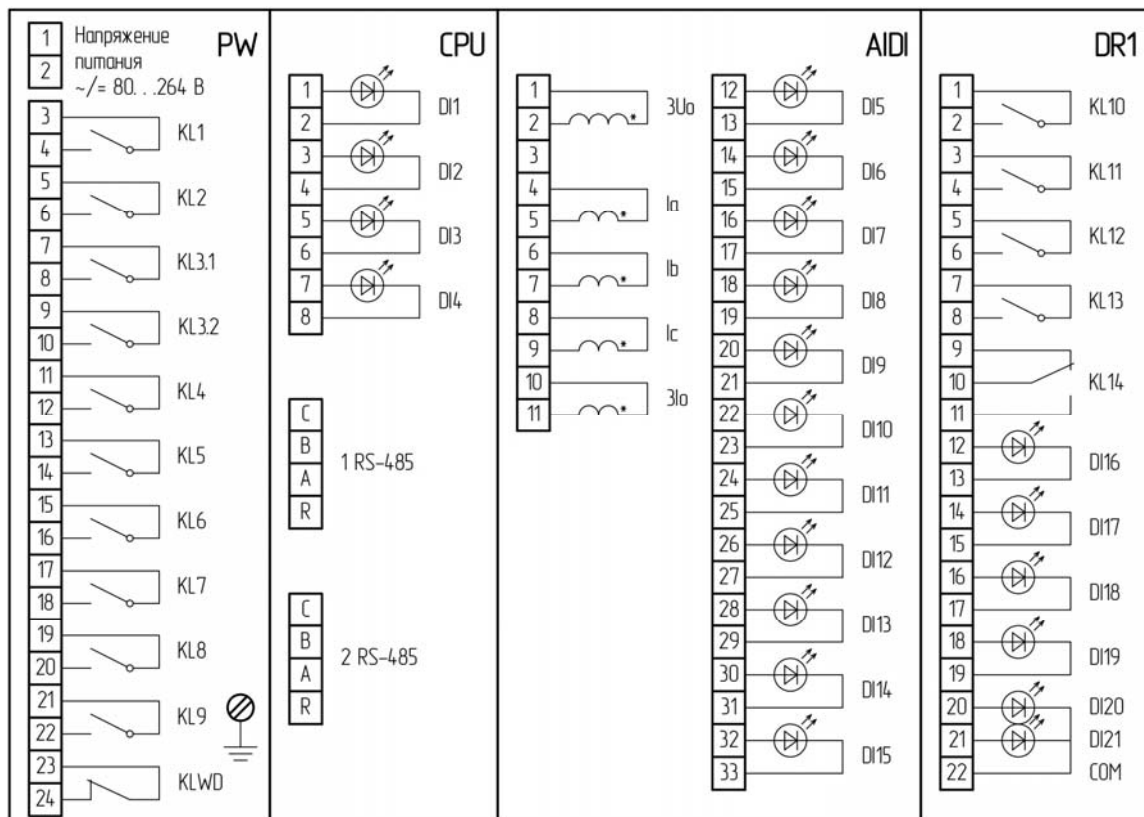 PW
1
Напряжение
2
питания
~/= 80. . .264 В
3
KL1
4
5
KL2
6
7
KL3.1
8
9
KL3.2
10
11
KL4
12
13
KL5
14
15
KL6
16
17
KL7
18
19
KL8
20
21
KL9
22
23
KLWD
24
CPU
1
DI1
2
3
DI2
4
5
DI3
6
7
DI4
8
C
B
A
R
1 RS-485
C
B
A
R
2 RS-485
AIDI
1
3Uo
2
3
4
Ia
5
6
Ib
7
8
Ic
9
10
3Io
11
12
DI5
13
14
DI6
15
16
DI7
17
18
DI8
19
20
DI9
21
22
DI10
23
24
DI11
25
26
DI12
27
28
DI13
29
30
DI14
31
32
DI15
33
DR1
1
KL10
2
3
KL11
4
5
KL12
6
7
KL13
8
9
10
KL14
11
12
DI16
13
14
DI17
15
16
DI18
17
18
DI19
19
20
DI20
21
DI21
22
COM